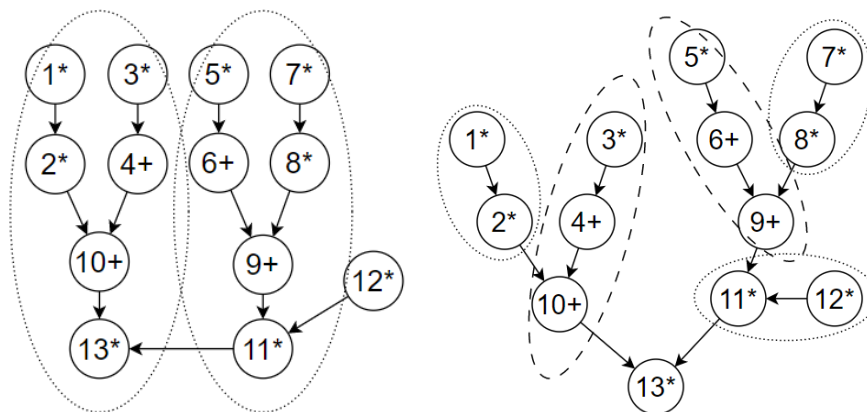 1* 3* 5* 7*
2* 4+ 6+ 8*
10+ 9+ 12*
13* 11*
5* 7*
1* 3* 6+ 8*
2* 4+ 9+
10+ 11* 12*
13*